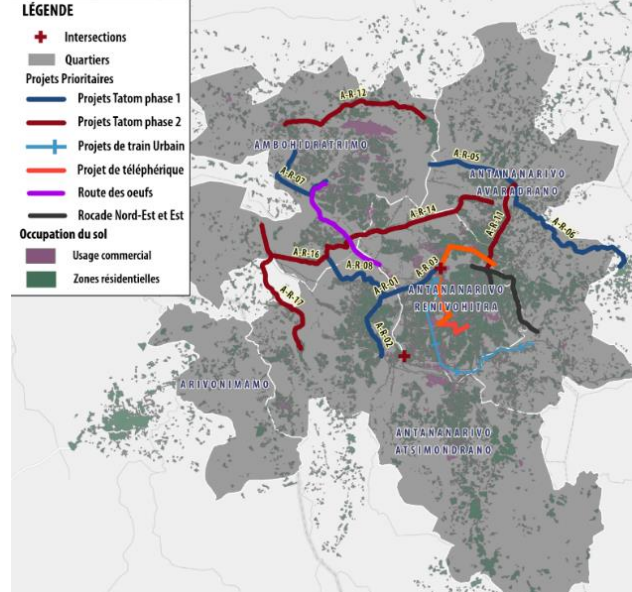 LÉGENDE
Intersections
Quartiers
Projets Prioritaires
Projets Tatom phase 1
Projets Tatom phase 2
Projets de train Urbain
Projet de téléphérique
Route des oeufs
Rocade Nord-Est et Est
Occupation du sol
Usage commercial
Zones résidentielles
A-R-12
AMBOHIDRATRIMO
A-R-05
ANTANANARIVO
AVARADRANO
A-R-07
A-R-11
A-R-06
A-R-14
A-R-16
A-R-08
A-R-03
A-R-01
ANTANANARIVO
RENIVOHITRA
A-R-17
A-R-02
ARIVONIMAMO
ANTANANARIVO
ATSIMONDRANO